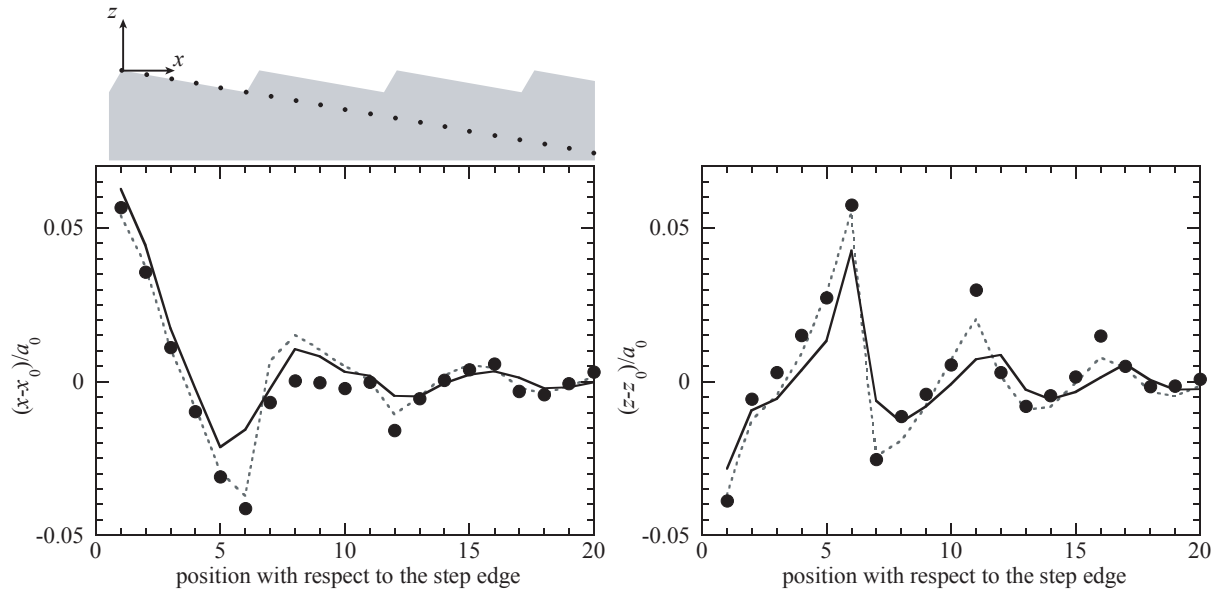 z
x
0.05
0
-0.05
(x-x0)/a0
0 5 10 15 20
position with respect to the step edge
0.05
0
-0.05
(z-z0)/a0
0 5 10 15 20
position with respect to the step edge